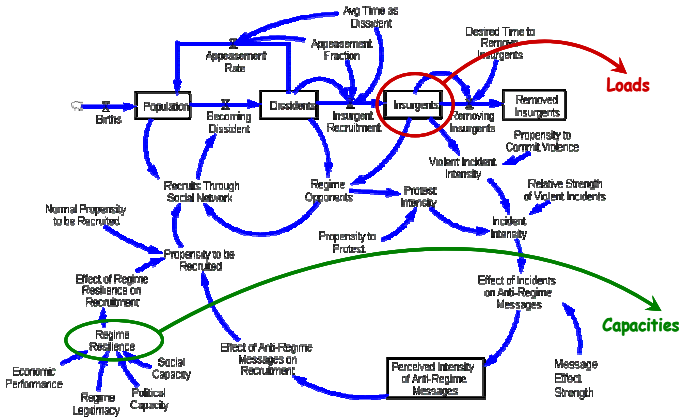 Avg Time as
Dissident
Desired Time to
Remove
Insurgents
Appeasement
Fraction
Appeasement
Rate
Loads
Population
Dissidents
Insurgents
Removed
Insurgents
Births
Becoming
Dissident
Insurgent
Recruitment
Removing
Insurgents
Propensity to
Commit Violence
Violent Incident
Intensity
Recruits Through
Social Network
Regime
Opponents
Protest
Intensity
Relative Strength
of Violent Incidents
Normal Propensity
to be Recruited
Incident
Intensity
Propensity to
Protest
Propensity to be
Recruited
Effect of Regime
Resilience on
Recruitment
Effect of Incidents
on Anti-Regime
Messages
Capacities
Regime
Resilience
Effect of Anti-Regime
Messages on
Recruitment
Social
Capacity
Economic
Performance
Perceived Intensity
of Anti-Regime
Messages
Message
Effect
Strength
Political
Capacity
Regime
Legitimacy